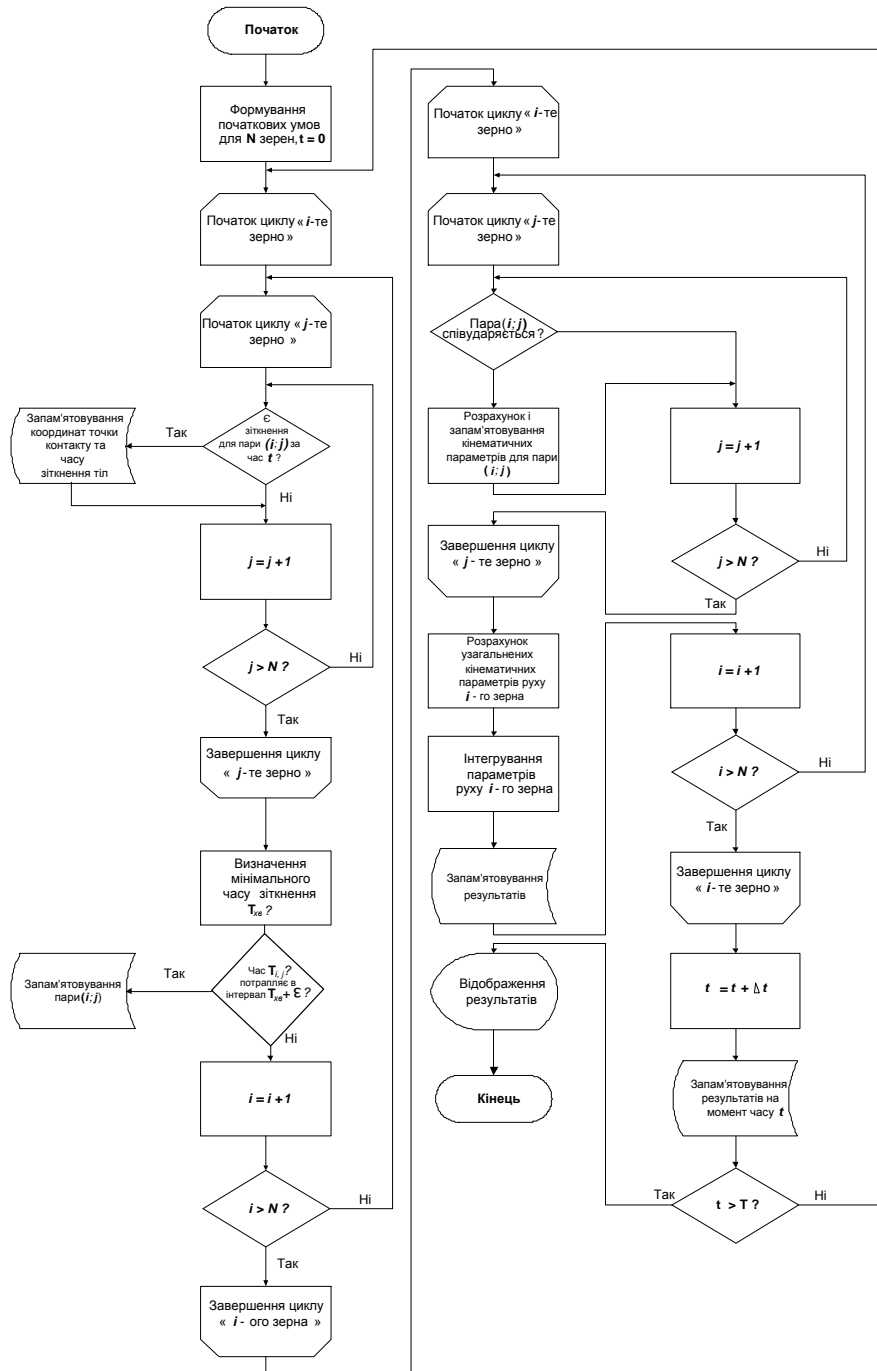 Початок
Формування
початкових умов
для N зерен, t = 0
Початок циклу « i-те
зерно »
Початок циклу « j-те
зерно »
Є
зіткнення
для пари (i; j) за
час t ?
Так
Запам'ятовування
координат точки
контакту та
часу
зіткнення тіл
Ні
j = j +1
j > N ?
Ні
Так
Завершення циклу
« j- те зерно »
Визначення
мінімального
часу зіткнення
Tхв ?
Час Ti, j?
потрапляє в
інтервал Tхв+ Ɛ ?
Так
Запам'ятовування
пари(i; j)
Ні
i = i +1
i > N ?
Ні
Так
Завершення циклу
« i - ого зерна »
Початок циклу « i-те
зерно »
Початок циклу « j-те
зерно »
Пара(i; j)
співударяється ?
Розрахунок і
запам'ятовування
кінематичних
параметрів для пари
( i; j )
j = j +1
j > N ?
Ні
Так
Завершення циклу
« j - те зерно »
Розрахунок
узагальнених
кінематичних
параметрів руху
i - го зерна
i = i +1
Інтегрування
параметрів
руху i - го зерна
i > N ?
Ні
Так
Запам'ятовування
результатів
Завершення циклу
« i -те зерно »
t = t + Δ t
Відображення
результатів
Запам'ятовування
результатів на
момент часу t
Кінець
t > T ?
Так
Ні